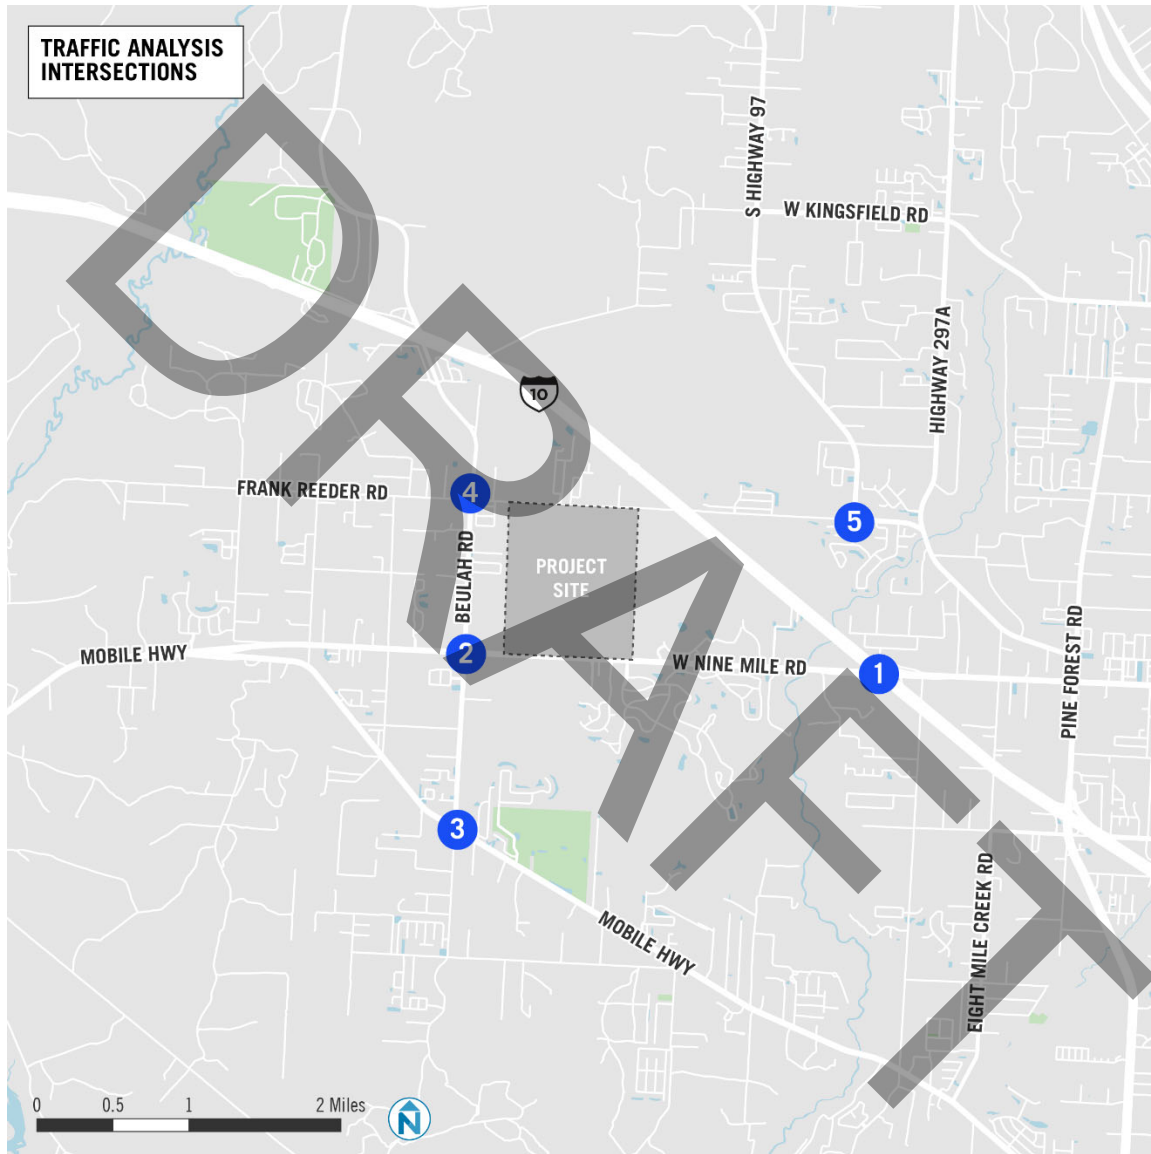 TRAFFIC ANALYSIS
INTERSECTIONS
S HIGHWAY 97
W KINGSFIELD RD
HIGHWAY 297A
10
FRANK REEDER RD
4
5
BEULAH RD
PROJECT
SITE
MOBILE HWY
2
W NINE MILE RD
1
PINE FOREST RD
3
MOBILE HWY
EIGHT MILE CREEK RD
DRAFT
0 0.5 1 2 Miles
N